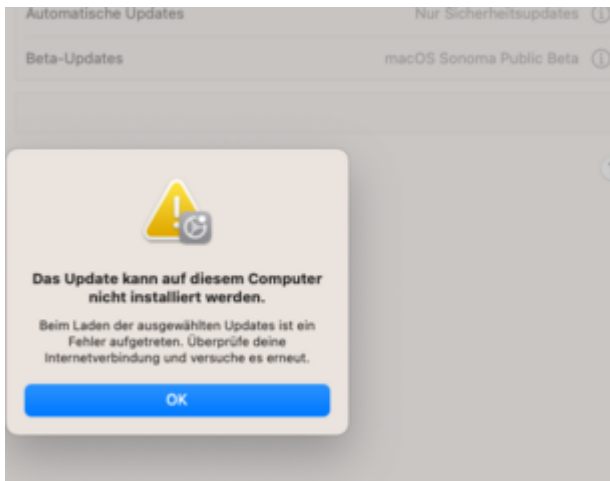 Automatische Updates Nur Sicherheitsupdates
Beta-Updates macOS Sonoma Public Beta
Das Update kann auf diesem Computer
nicht installiert werden.
Beim Laden der ausgewählten Updates ist ein
Fehler aufgetreten. Überprüfe deine
Internetverbindung und versuche es erneut.
OK